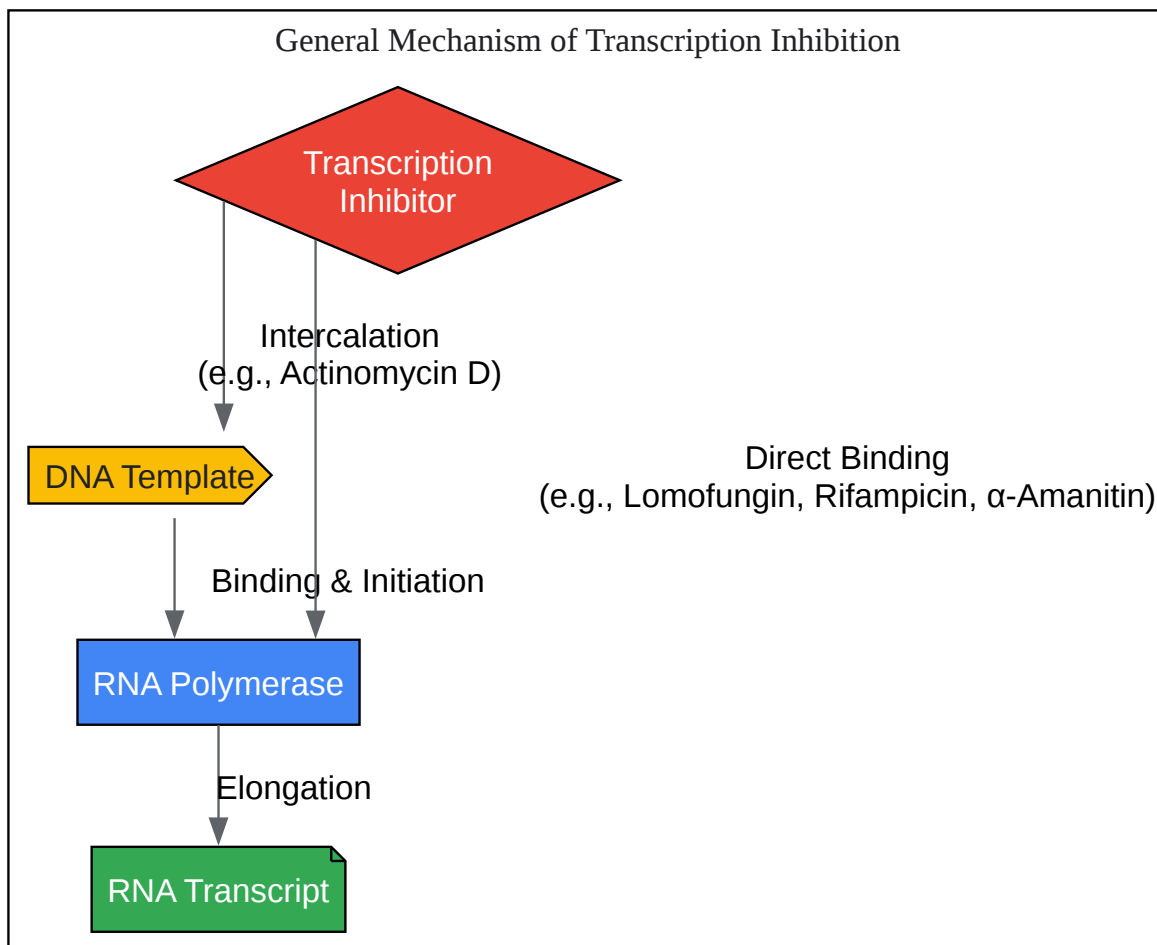 General Mechanism of Transcription Inhibition
Transcription
Inhibitor
Intercalation
(e.g., Actinomycin D)
DNA Template
Direct Binding
(e.g., Lomofungin, Rifampicin, α-Amanitin)
Binding & Initiation
RNA Polymerase
Elongation
RNA Transcript